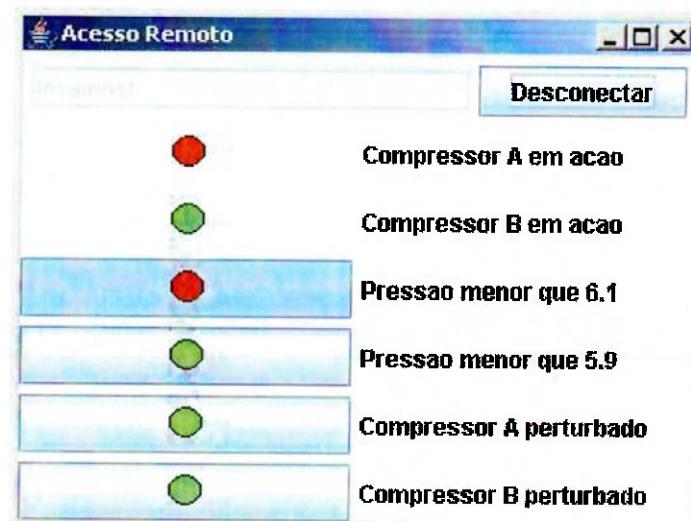 Acesso Remoto
Desconectar
Compressor A em acao
Compressor B em acao
Pressao menor que 6.1
Pressao menor que 5.9
Compressor A perturbado
Compressor B perturbado